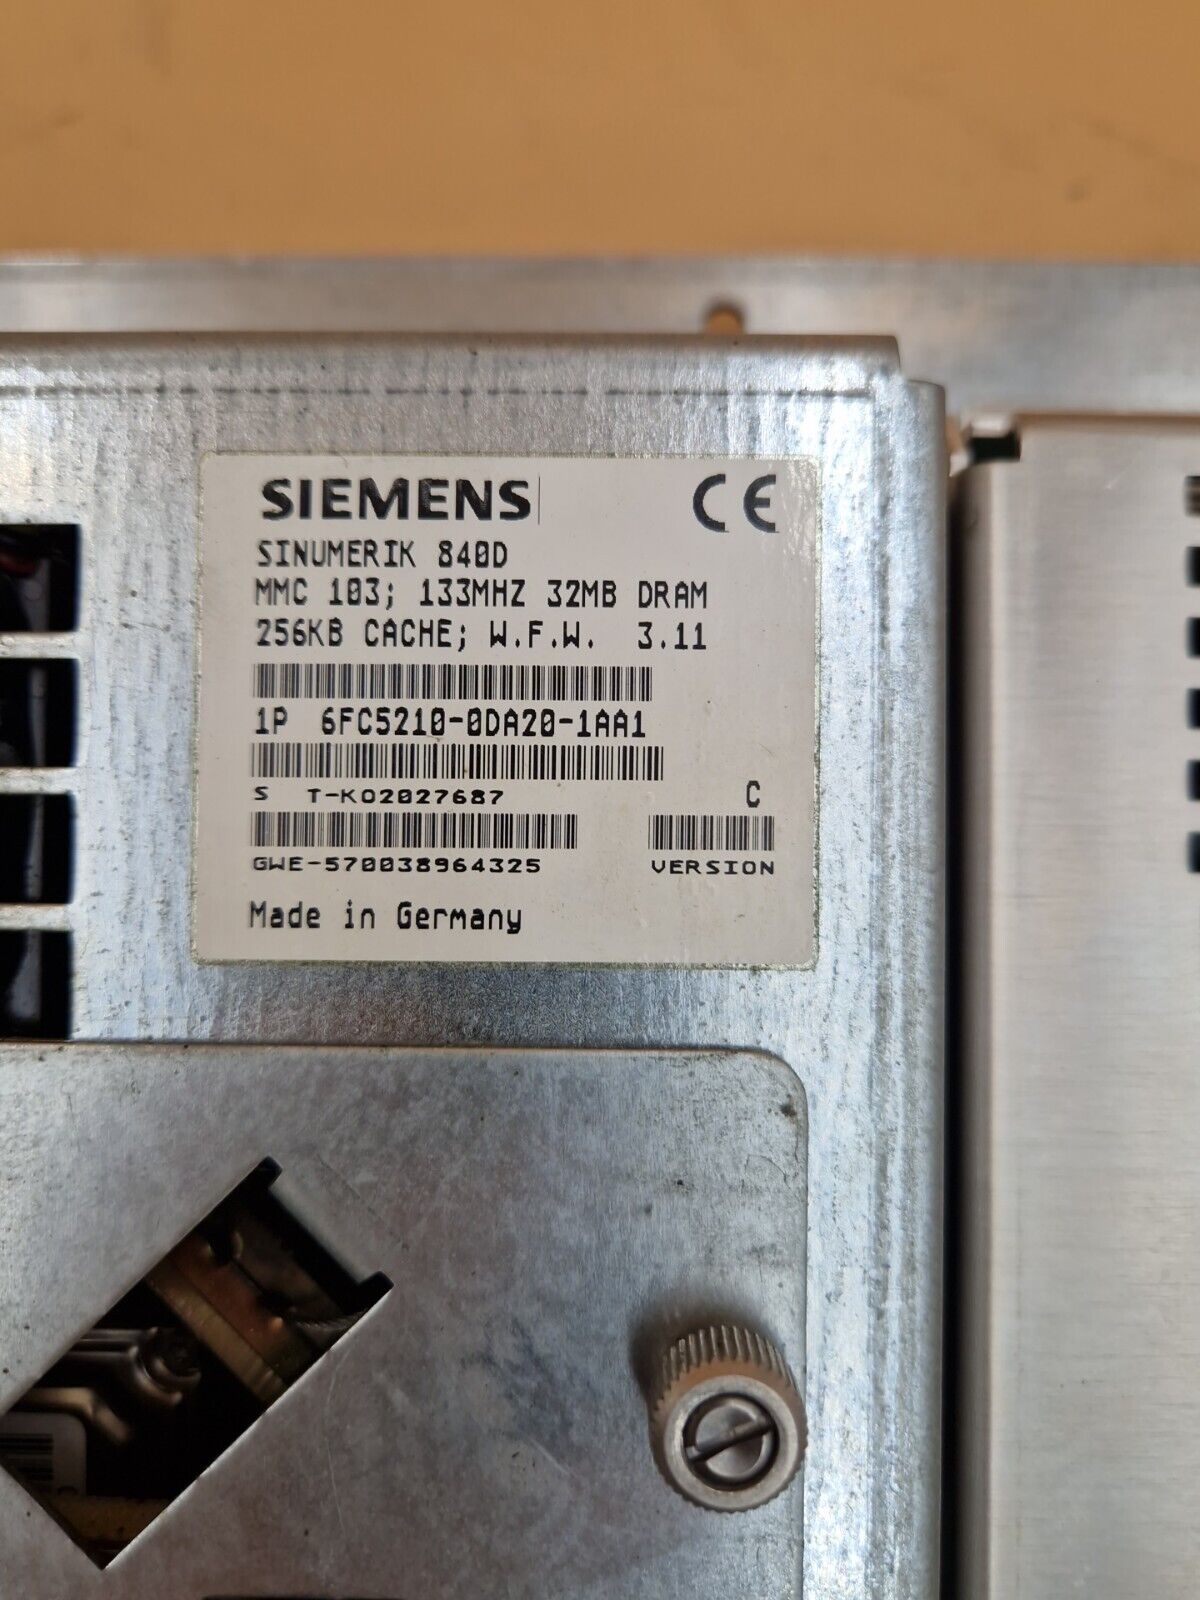 SIEMENS CE
SINUMERIK 840D
MMC 103; 133MHZ 32MB DRAM
256KB CACHE; W.F.W. 3.11
1P 6FC5210-0DA20-1AA1
S T-K02027687 C
GWE-570038964325 VERSION
Made in Germany